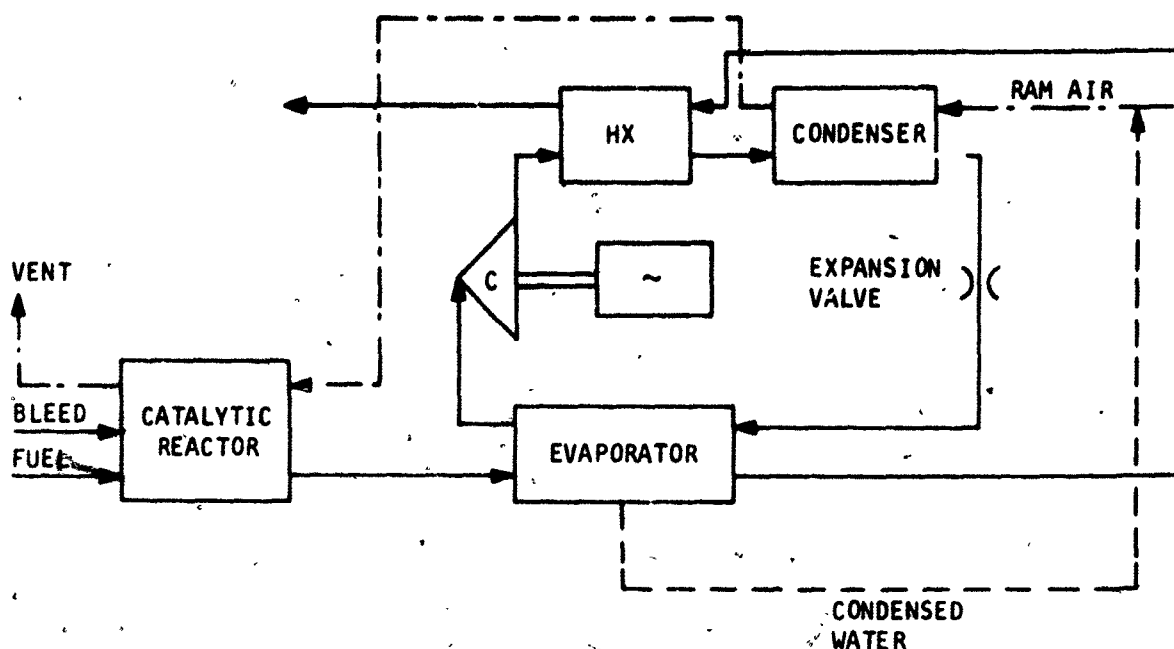 RAM AIR
HX
CONDENSER
VENT
C
~
EXPANSION
VALVE
BLEED
CATALYTIC
REACTOR
FUEL
EVAPORATOR
CONDENSED
WATER